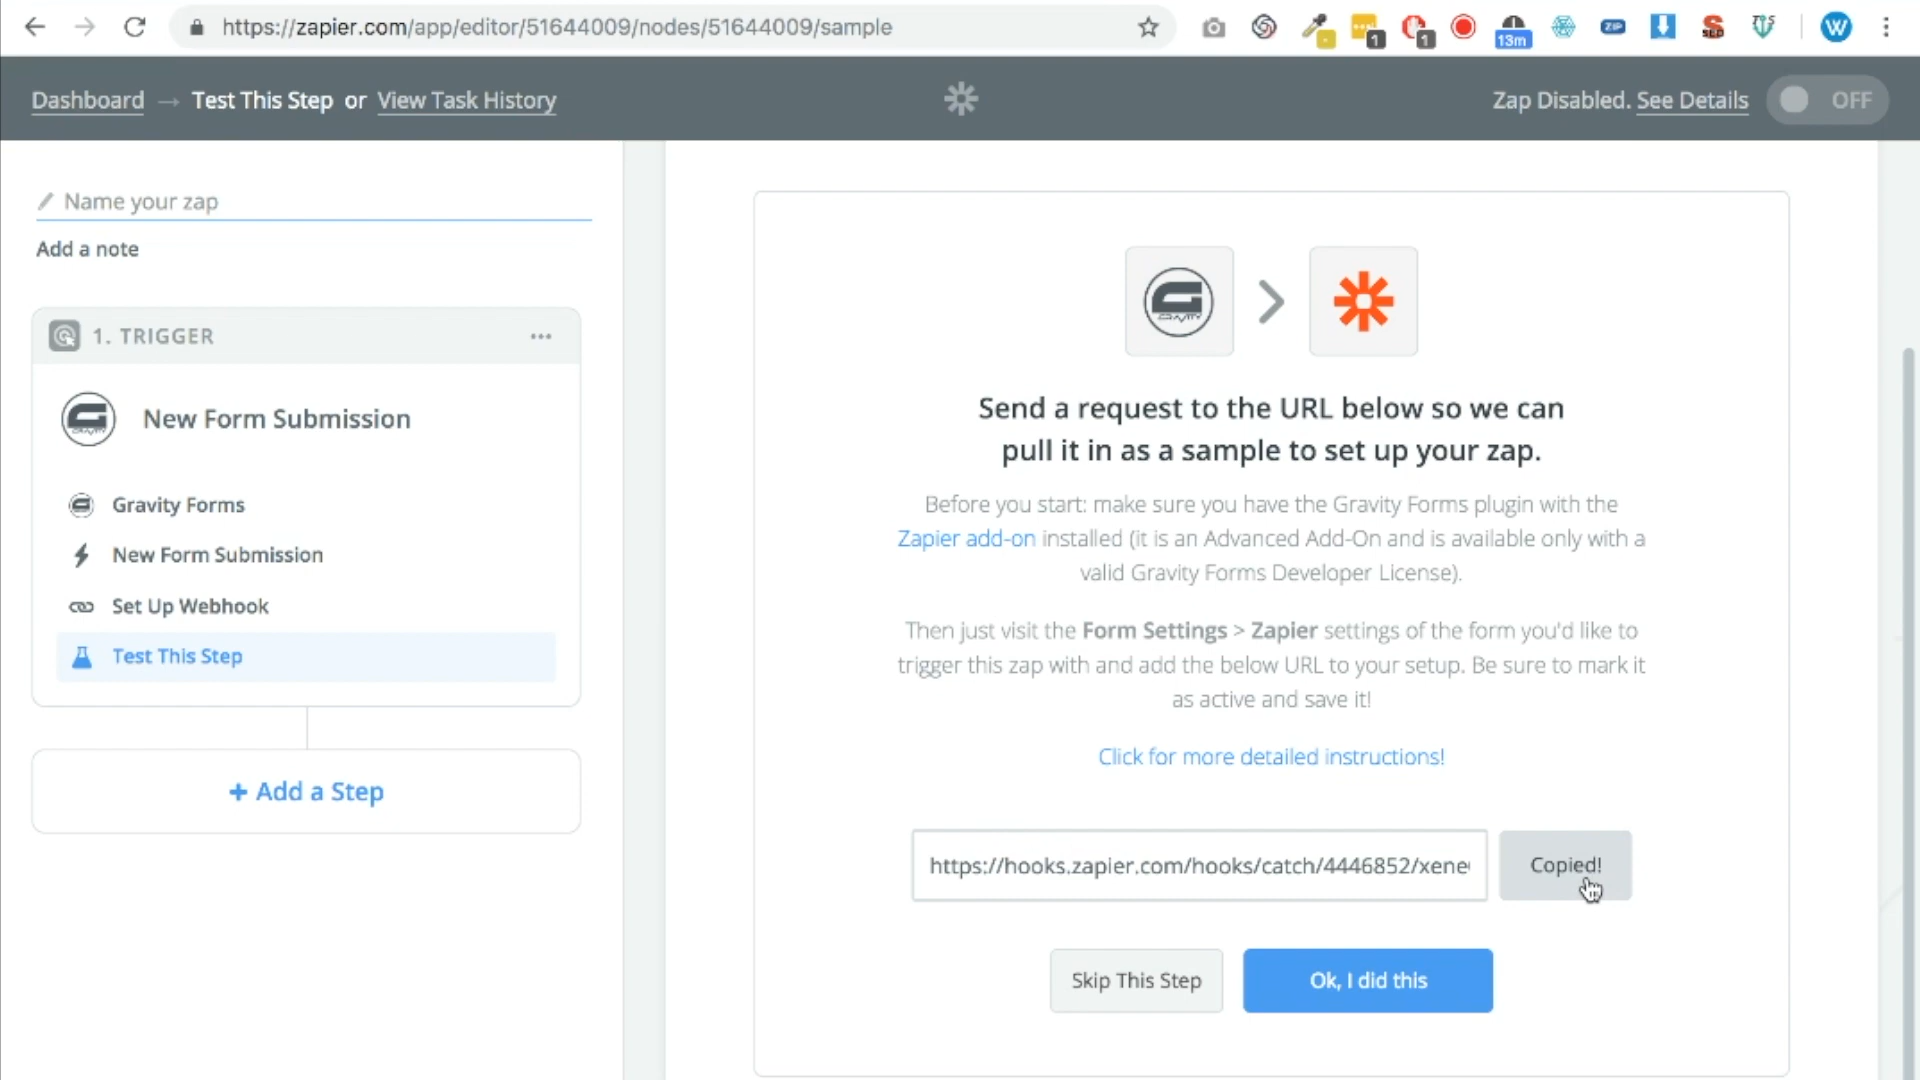 https://zapier.com/app/editor/51644009/nodes/51644009/sample
1
1
13m
ZIP
SEO
W
Dashboard → Test This Step or View Task History
Zap Disabled. See Details
OFF
Name your zap
Add a note
1. TRIGGER
New Form Submission
Gravity Forms
New Form Submission
Set Up Webhook
Test This Step
+ Add a Step
GRAVITY
Send a request to the URL below so we can
pull it in as a sample to set up your zap.
Before you start: make sure you have the Gravity Forms plugin with the
Zapier add-on installed (it is an Advanced Add-On and is available only with a
valid Gravity Forms Developer License).
Then just visit the Form Settings > Zapier settings of the form you'd like to
trigger this zap with and add the below URL to your setup. Be sure to mark it
as active and save it!
Click for more detailed instructions!
https://hooks.zapier.com/hooks/catch/4446852/xene
Copied!
Skip This Step
Ok, I did this